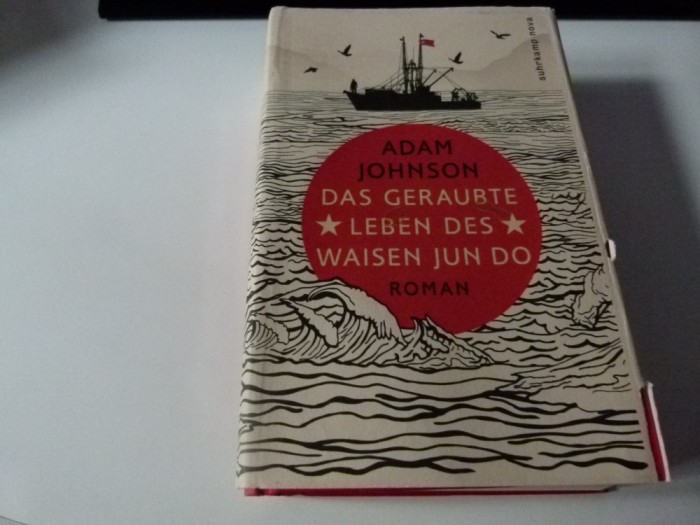 suhrkamp nova
ADAM
JOHNSON
DAS GERAUBTE
LEBEN DES
WAISEN JUN DO
ROMAN